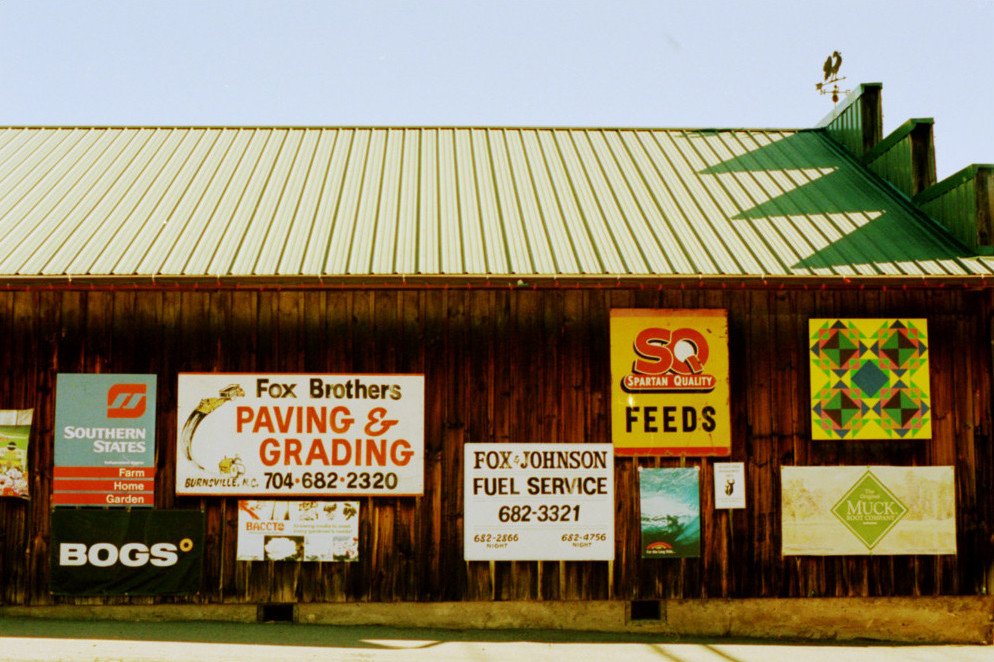 SOUTHERN
STATES
Farm
Home
Garden
BOGS
Fox Brothers
PAVING &
GRADING
BURNSVILLE, N.C. 704·682·2320
BACCTO
FOX & JOHNSON
FUEL SERVICE
682-3321
682-2866 682-4756
NIGHT NIGHT
SQ
SPARTAN QUALITY
FEEDS
The Original
MUCK
BOOT COMPANY